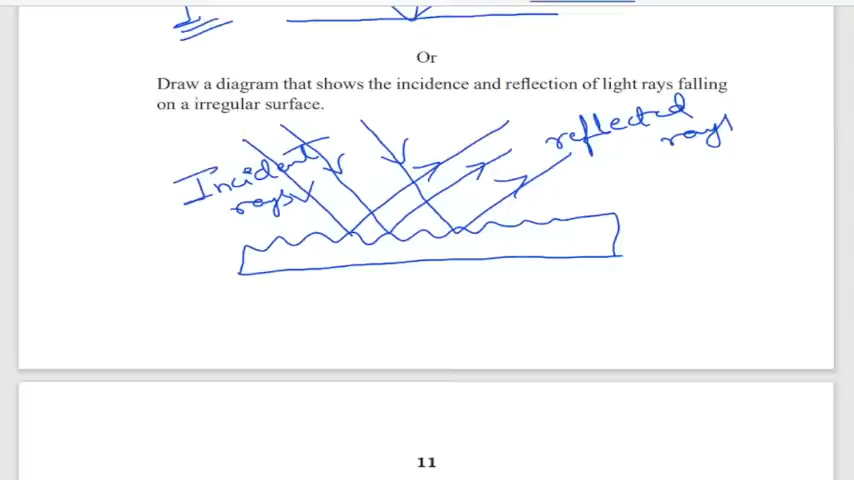 Or
Draw a diagram that shows the incidence and reflection of light rays falling
on a irregular surface.
reflected
rays
Incident
rays
11